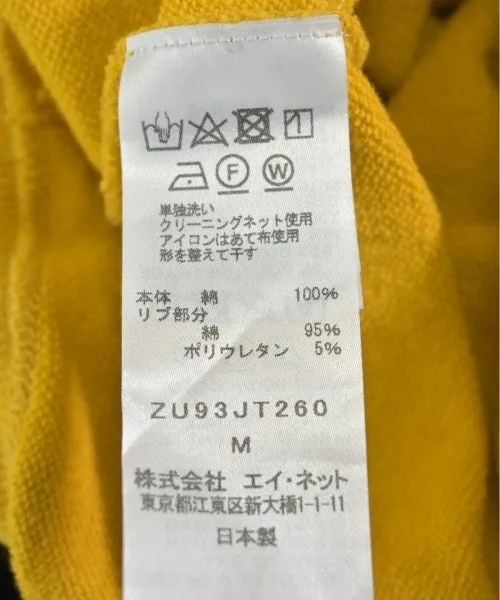 F W
単独洗い
クリーニングネット使用
アイロンはあて布使用
形を整えて干す
本体 綿 100%
リブ部分
綿 95%
ポリウレタン 5%
ZU93JT260
M
株式会社 エイ・ネット
東京都江東区新大橋1-1-11
日本製